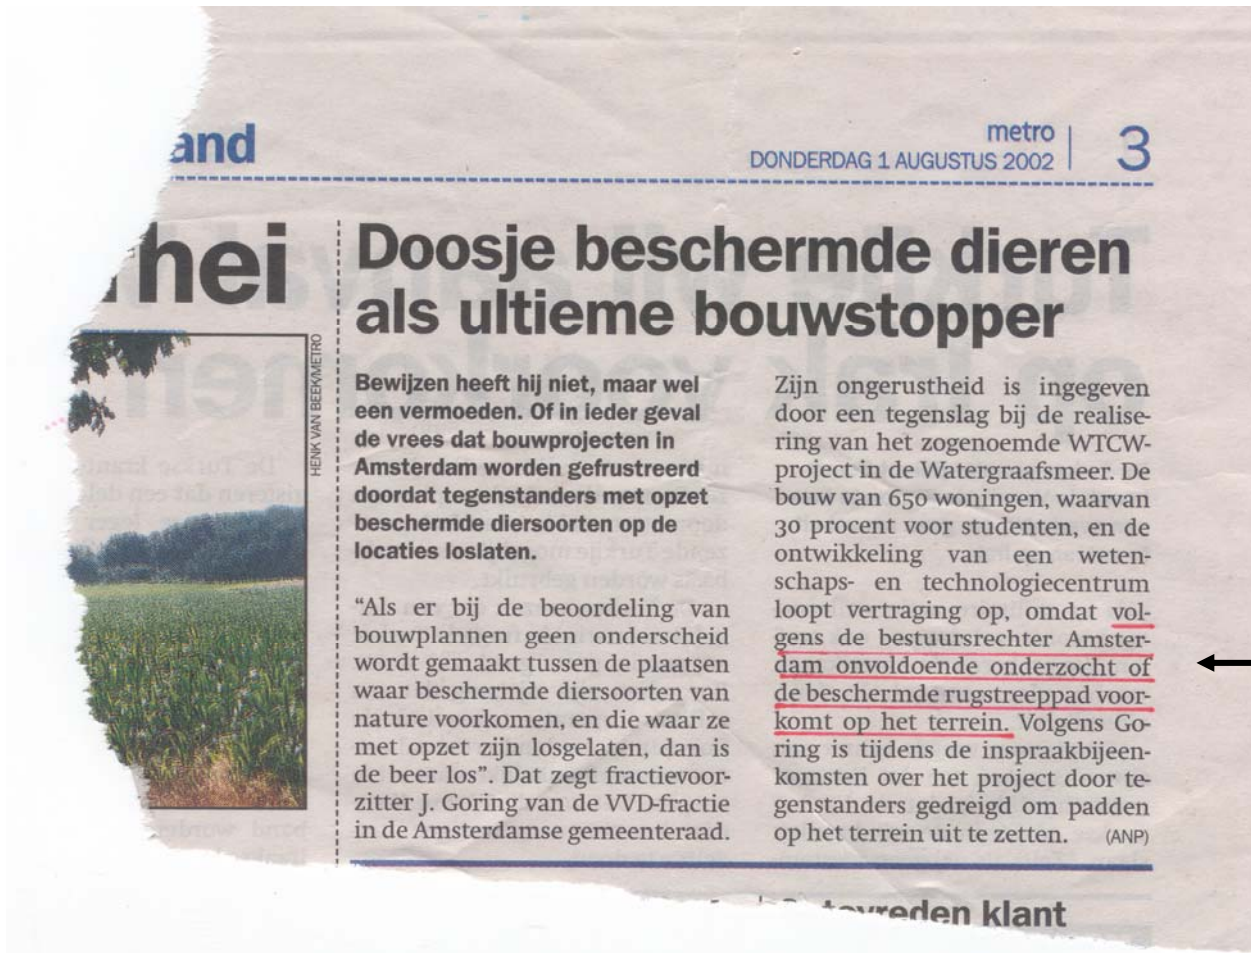 and
metro
DONDERDAG 1 AUGUSTUS 2002
3
hei
HENK VAN BEEK/METRO
Doosje beschermde dieren
als ultieme bouwstopper
Bewijzen heeft hij niet, maar wel
een vermoeden. Of in ieder geval
de vrees dat bouwprojecten in
Amsterdam worden gefrustreerd
doordat tegenstanders met opzet
beschermde diersoorten op de
locaties loslaten.
“Als er bij de beoordeling van
bouwplannen geen onderscheid
wordt gemaakt tussen de plaatsen
waar beschermde diersoorten van
nature voorkomen, en die waar ze
met opzet zijn losgelaten, dan is
de beer los”. Dat zegt fractievoor-
zitter J. Goring van de VVD-fractie
in de Amsterdamse gemeenteraad.
Zijn ongerustheid is ingegeven
door een tegenslag bij de realise-
ring van het zogenoemde WTCW-
project in de Watergraafsmeer. De
bouw van 650 woningen, waarvan
30 procent voor studenten, en de
ontwikkeling van een weten-
schaps- en technologiecentrum
loopt vertraging op, omdat vol-
gens de bestuursrechter Amster-
dam onvoldoende onderzocht of
de beschermde rugstreeppad voor-
komt op het terrein. Volgens Go-
ring is tijdens de inspraakbijeen-
komsten over het project door te-
genstanders gedreigd om padden
op het terrein uit te zetten. (ANP)
tevreden klant